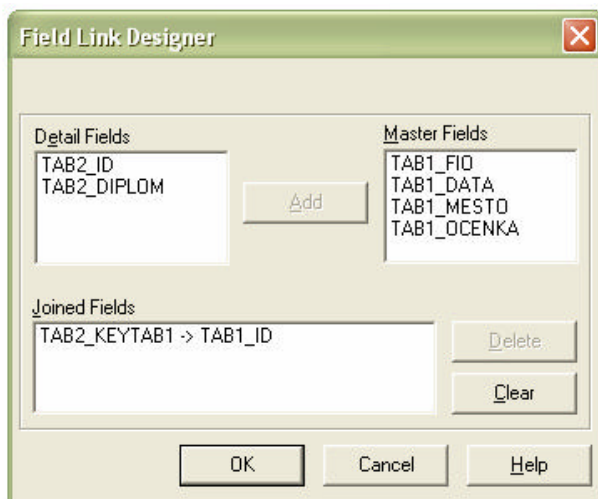 Field Link Designer
Detail Fields
TAB2_ID
TAB2_DIPLOM
Add
Master Fields
TAB1_FIO
TAB1_DATA
TAB1_MESTO
TAB1_OCENKA
Joined Fields
TAB2_KEYTAB1 -> TAB1_ID
Delete
Clear
OK
Cancel
Help